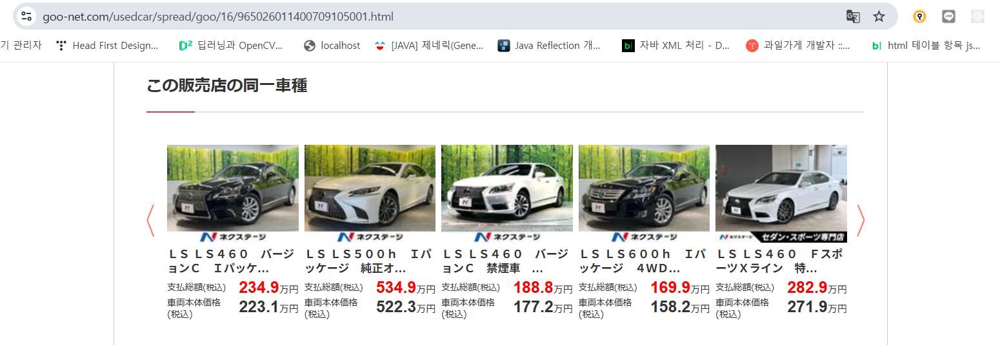 goo-net.com/usedcar/spread/goo/16/965026011400709105001.html
기 관리자 Head First Design... 딥러닝과 OpenCV... localhost [JAVA] 제네릭(Gene... Java Reflection 개... 자바 XML 처리 - D... 과일가게 개발자 ::... html 테이블 항목 js...
この販売店の同一車種
ネクステージ ネクステージ ネクステージ ネクステージ ネクステージ セダン・スポーツ専門店
ＬＳ ＬＳ４６０　バージ
ョンＣ　Ｉパッケ...
支払総額(税込) 234.9万円
車両本体価格
(税込) 223.1万円
ＬＳ ＬＳ５００ｈ　Ｉパ
ッケージ　純正オ...
支払総額(税込) 534.9万円
車両本体価格
(税込) 522.3万円
ＬＳ ＬＳ４６０　バージ
ョンＣ　禁煙車　...
支払総額(税込) 188.8万円
車両本体価格
(税込) 177.2万円
ＬＳ ＬＳ６００ｈ　Ｉパ
ッケージ　４ＷＤ...
支払総額(税込) 169.9万円
車両本体価格
(税込) 158.2万円
ＬＳ ＬＳ４６０　Ｆスポ
ーツＸライン　特...
支払総額(税込) 282.9万円
車両本体価格
(税込) 271.9万円